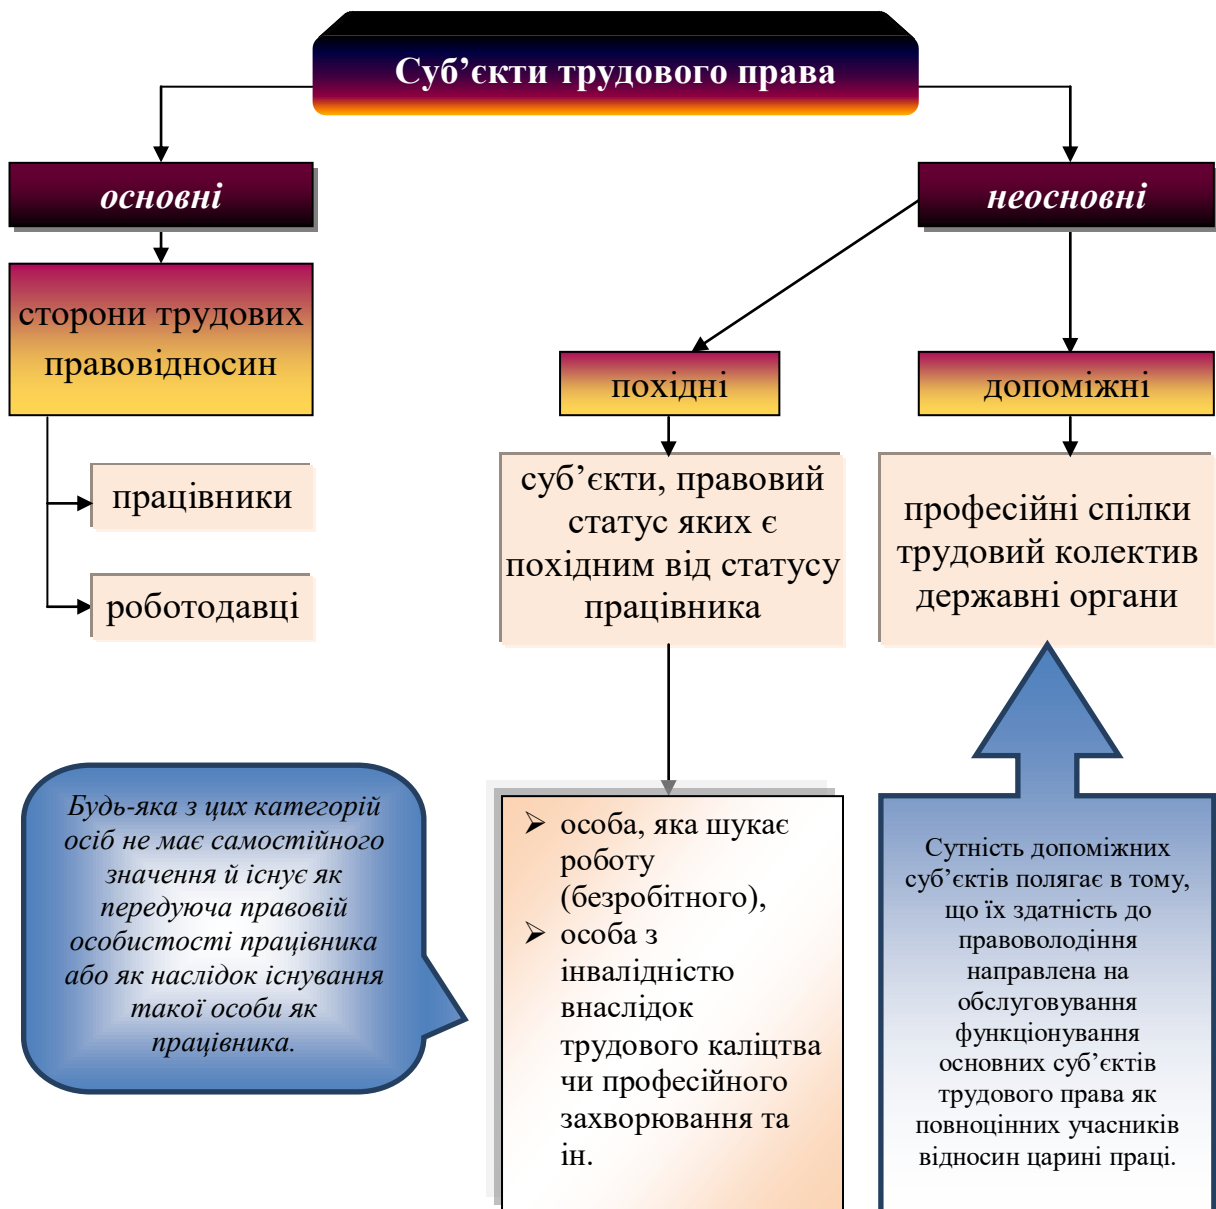 Суб’єкти трудового права
основні
неосновні
сторони трудових
правовідносин
працівники
роботодавці
похідні
допоміжні
суб’єкти, правовий
статус яких є
похідним від статусу
працівника
професійні спілки
трудовий колектив
державні органи
Будь-яка з цих категорій
осіб не має самостійного
значення й існує як
передуюча правовій
особистості працівника
або як наслідок існування
такої особи як
працівника.
➢ особа, яка шукає
роботу
(безробітного),
➢ особа з
інвалідністю
внаслідок
трудового каліцтва
чи професійного
захворювання та
ін.
Сутність допоміжних
суб’єктів полягає в тому,
що їх здатність до
правоволодіння
направлена на
обслуговування
функціонування
основних суб’єктів
трудового права як
повноцінних учасників
відносин царині праці.